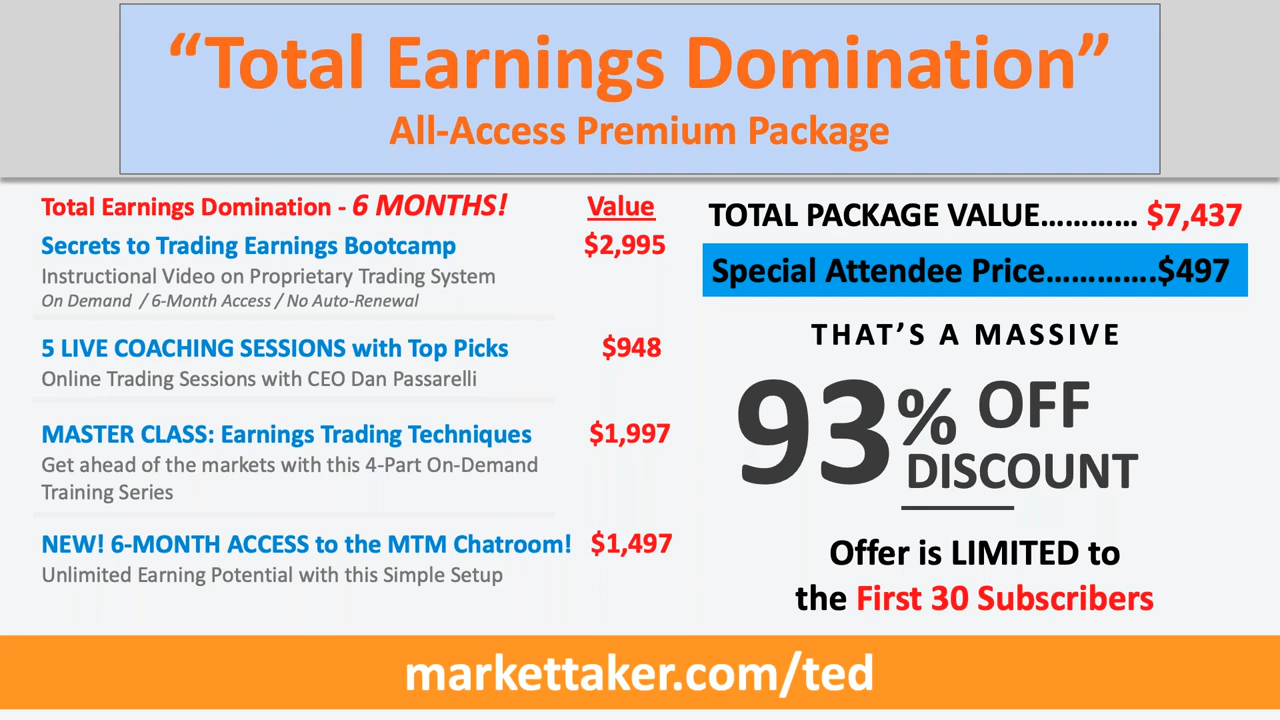 “Total Earnings Domination”
All-Access Premium Package
Total Earnings Domination - 6 MONTHS!
Value
Secrets to Trading Earnings Bootcamp
$2,995
Instructional Video on Proprietary Trading System
On Demand / 6-Month Access / No Auto-Renewal
5 LIVE COACHING SESSIONS with Top Picks
$948
Online Trading Sessions with CEO Dan Passarelli
MASTER CLASS: Earnings Trading Techniques
$1,997
Get ahead of the markets with this 4-Part On-Demand
Training Series
NEW! 6-MONTH ACCESS to the MTM Chatroom!
$1,497
Unlimited Earning Potential with this Simple Setup
TOTAL PACKAGE VALUE………… $7,437
Special Attendee Price………….$497
THAT’S A MASSIVE
93% OFF
DISCOUNT
Offer is LIMITED to
the First 30 Subscribers
markettaker.com/ted